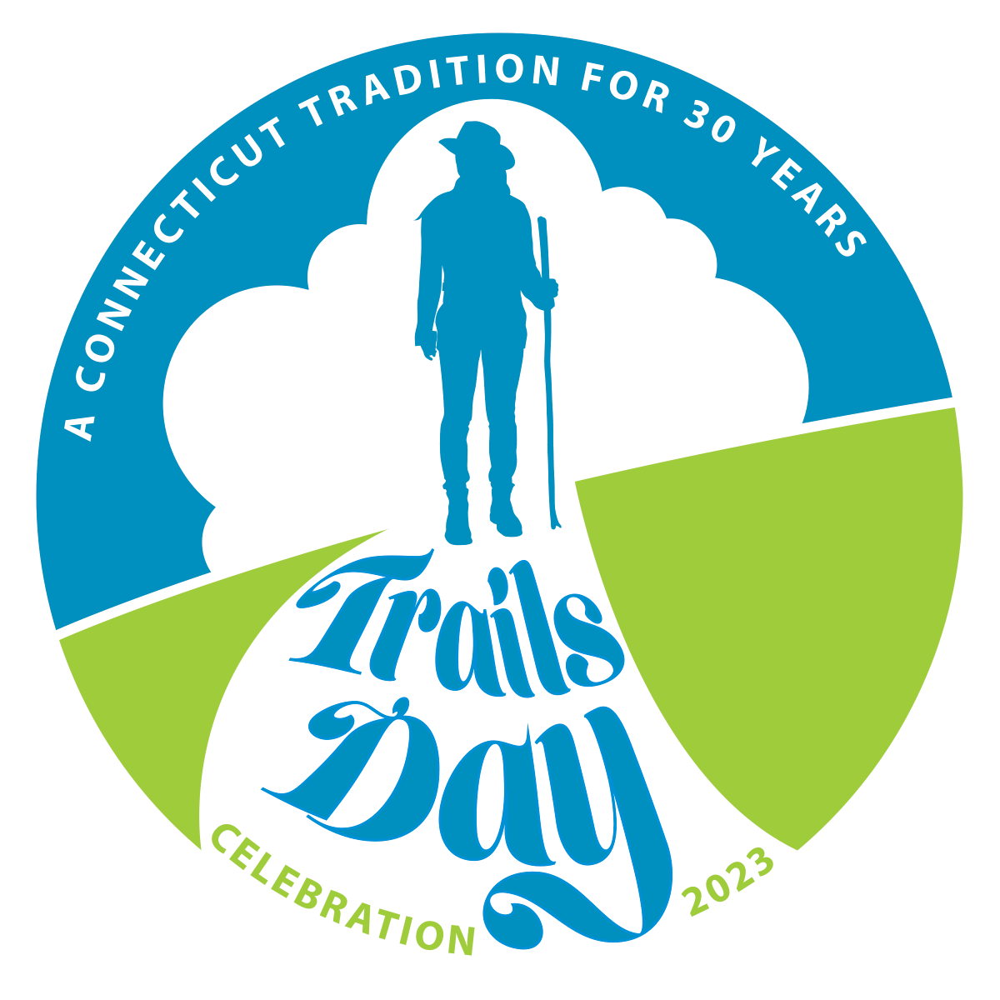 A CONNECTICUT TRADITION FOR 30 YEARS
Trails
Day
CELEBRATION 2023